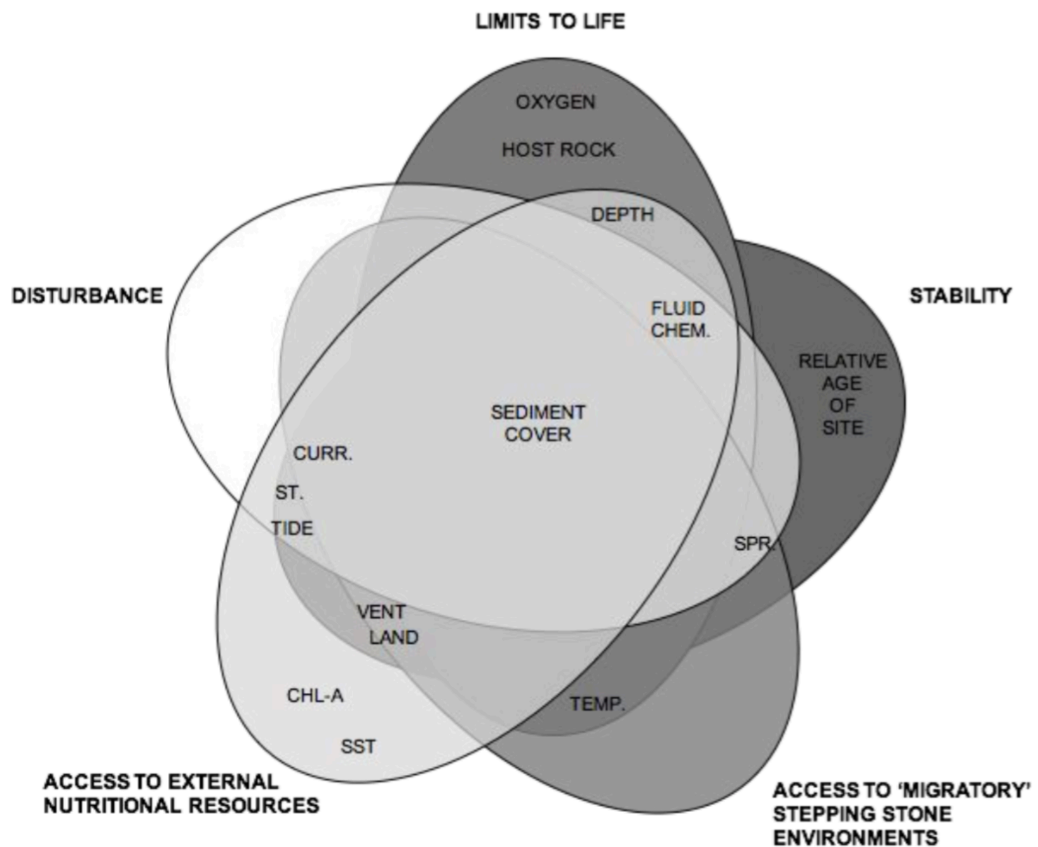 LIMITS TO LIFE
OXYGEN
HOST ROCK
DEPTH
DISTURBANCE
STABILITY
FLUID
CHEM.
RELATIVE
AGE
OF
SITE
SEDIMENT
COVER
CURR.
ST.
TIDE
SPR.
VENT
LAND
CHL-A
TEMP.
SST
ACCESS TO EXTERNAL
NUTRITIONAL RESOURCES
ACCESS TO ‘MIGRATORY’
STEPPING STONE
ENVIRONMENTS